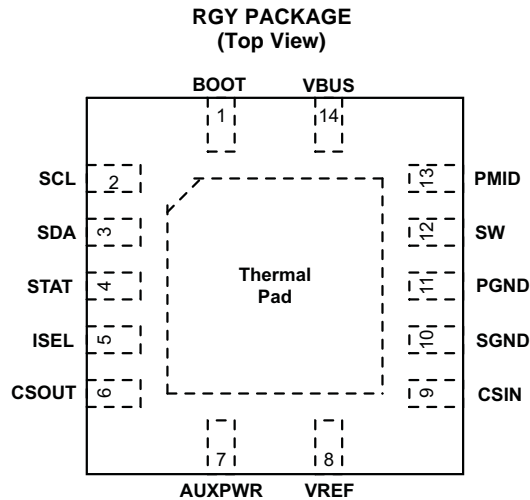 RGY PACKAGE
(Top View)
BOOT VBUS
1 14
SCL 2 13 PMID
SDA 3 12 SW
STAT 4 Thermal 11 PGND
Pad
ISEL 5 10 SGND
CSOUT 6 9 CSIN
7 8
AUXPWR VREF